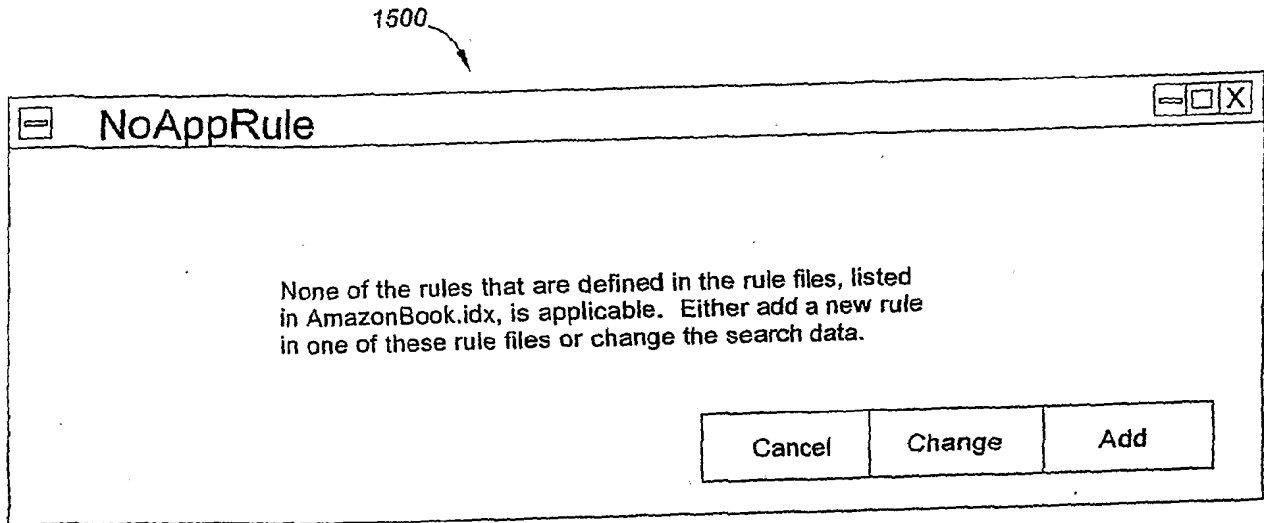 1500
NoAppRule
X
None of the rules that are defined in the rule files, listed
in AmazonBook.idx, is applicable. Either add a new rule
in one of these rule files or change the search data.
Cancel Change Add